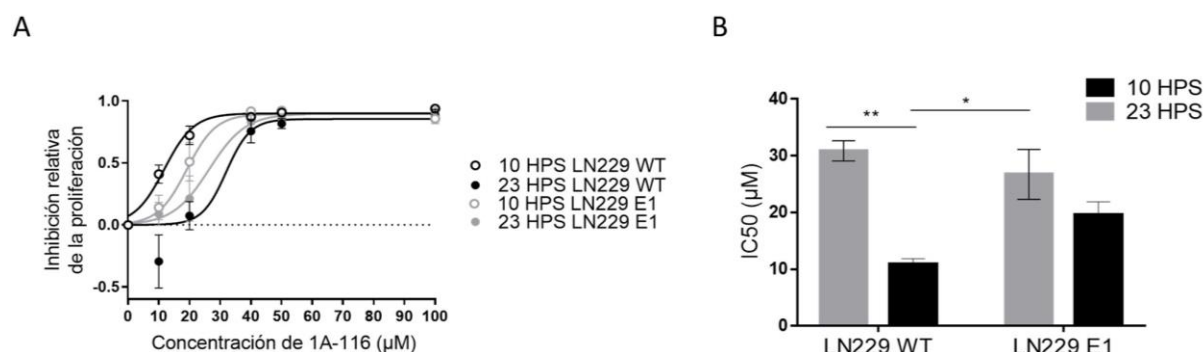 A
1.0
0.5
0.0
-0.5
0 10 20 30 40 50 60 70 80 90 100
Inhibición relativa
de la proliferación
Concentración de 1A-116 (µM)
10 HPS LN229 WT
23 HPS LN229 WT
10 HPS LN229 E1
23 HPS LN229 E1
B
10 HPS
23 HPS
40
30
20
10
0
IC50 (µM)
**
*
LN229 WT LN229 E1